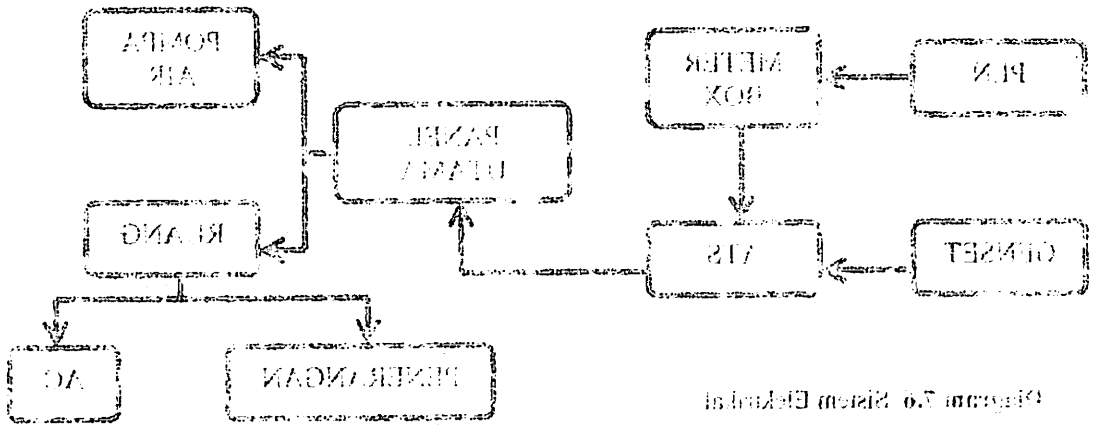 PLN
METER
BOX
GENSET
ATS
PANEL
UTAMA
POMPA
AIR
RUANG
PENERANGAN
AC
Diagram 7.6 Sistem Elektrikal